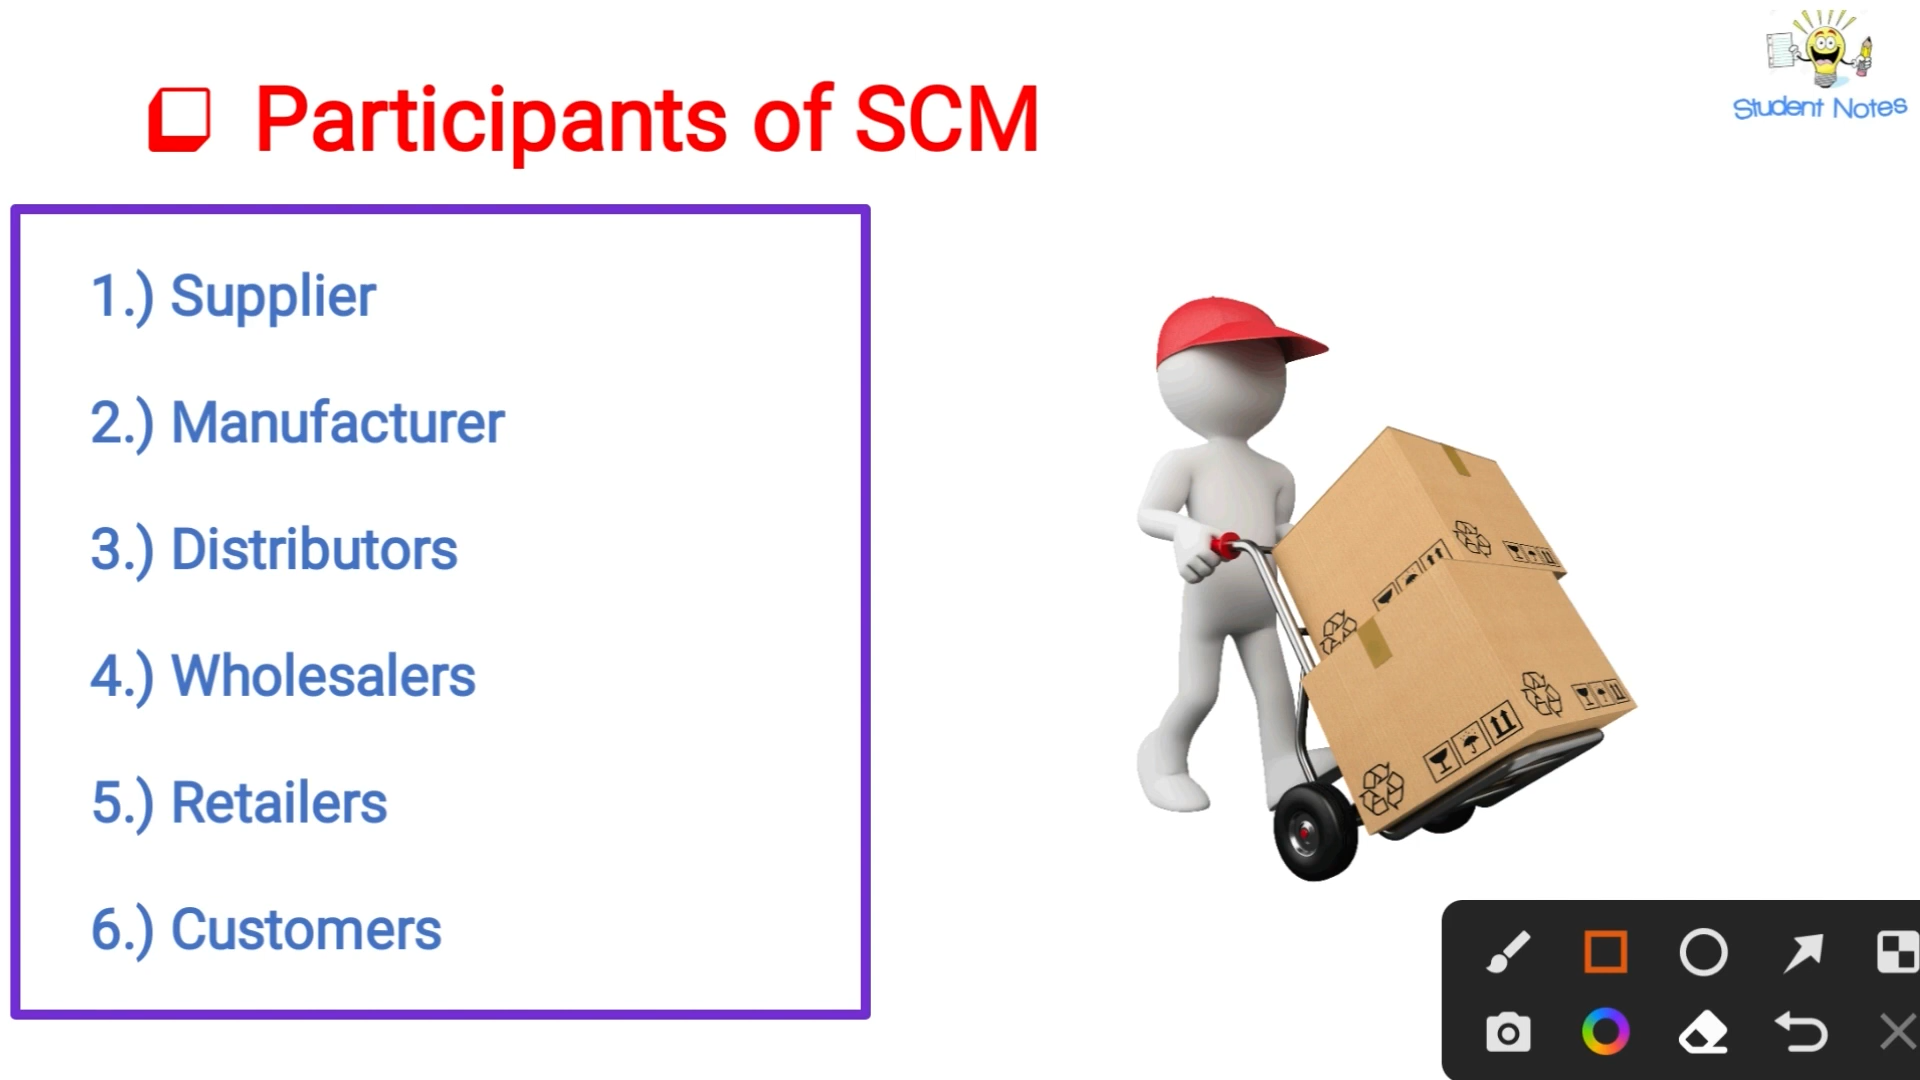 Student Notes
Participants of SCM
1.) Supplier
2.) Manufacturer
3.) Distributors
4.) Wholesalers
5.) Retailers
6.) Customers